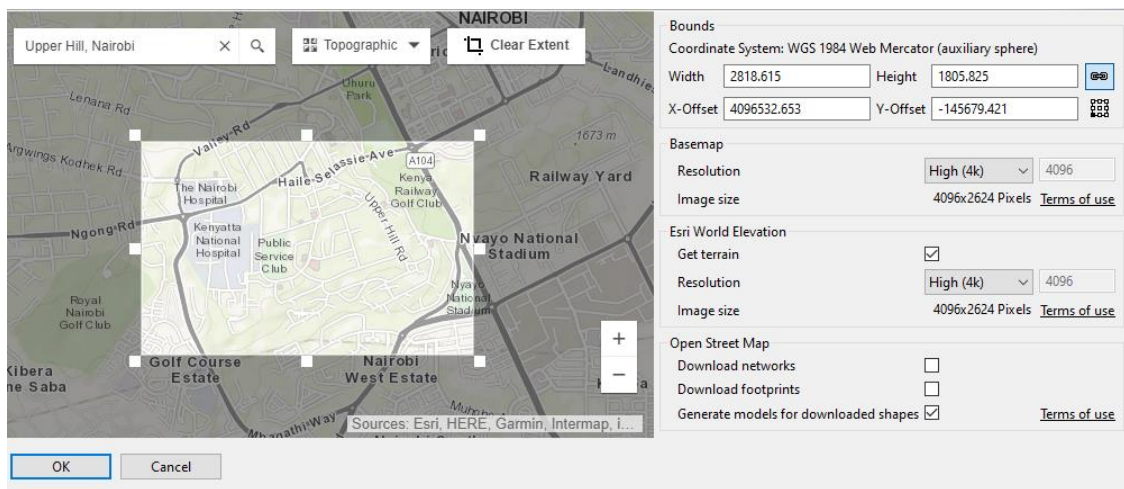 NAIROBI
Upper Hill, Nairobi
Topographic
Clear Extent
Landhies
Uhuru
Park
Lenana Rd
Valley Rd
1673 m
Argwings Kodhek Rd
Haile Selassie Ave
A104
The Nairobi
Hospital
Kenya
Railway
Golf Club
Railway Yard
Upper Hill Rd
Ngong Rd
Kenyatta
National
Hospital
Public
Service
Club
Nyayo National
Stadium
Nyayo
National
Stadium
Royal
Nairobi
Golf Club
+
−
Kibera
Golf Course
Estate
Nairobi
West Estate
Saba
Mbagathi Way
Sources: Esri, HERE, Garmin, Intermap, i...
Bounds
Coordinate System: WGS 1984 Web Mercator (auxiliary sphere)
Width 2818.615 Height 1805.825
X-Offset 4096532.653 Y-Offset -145679.421
Basemap
Resolution High (4k) 4096
Image size 4096x2624 Pixels Terms of use
Esri World Elevation
Get terrain
Resolution High (4k) 4096
Image size 4096x2624 Pixels Terms of use
Open Street Map
Download networks
Download footprints
Generate models for downloaded shapes Terms of use
OK Cancel